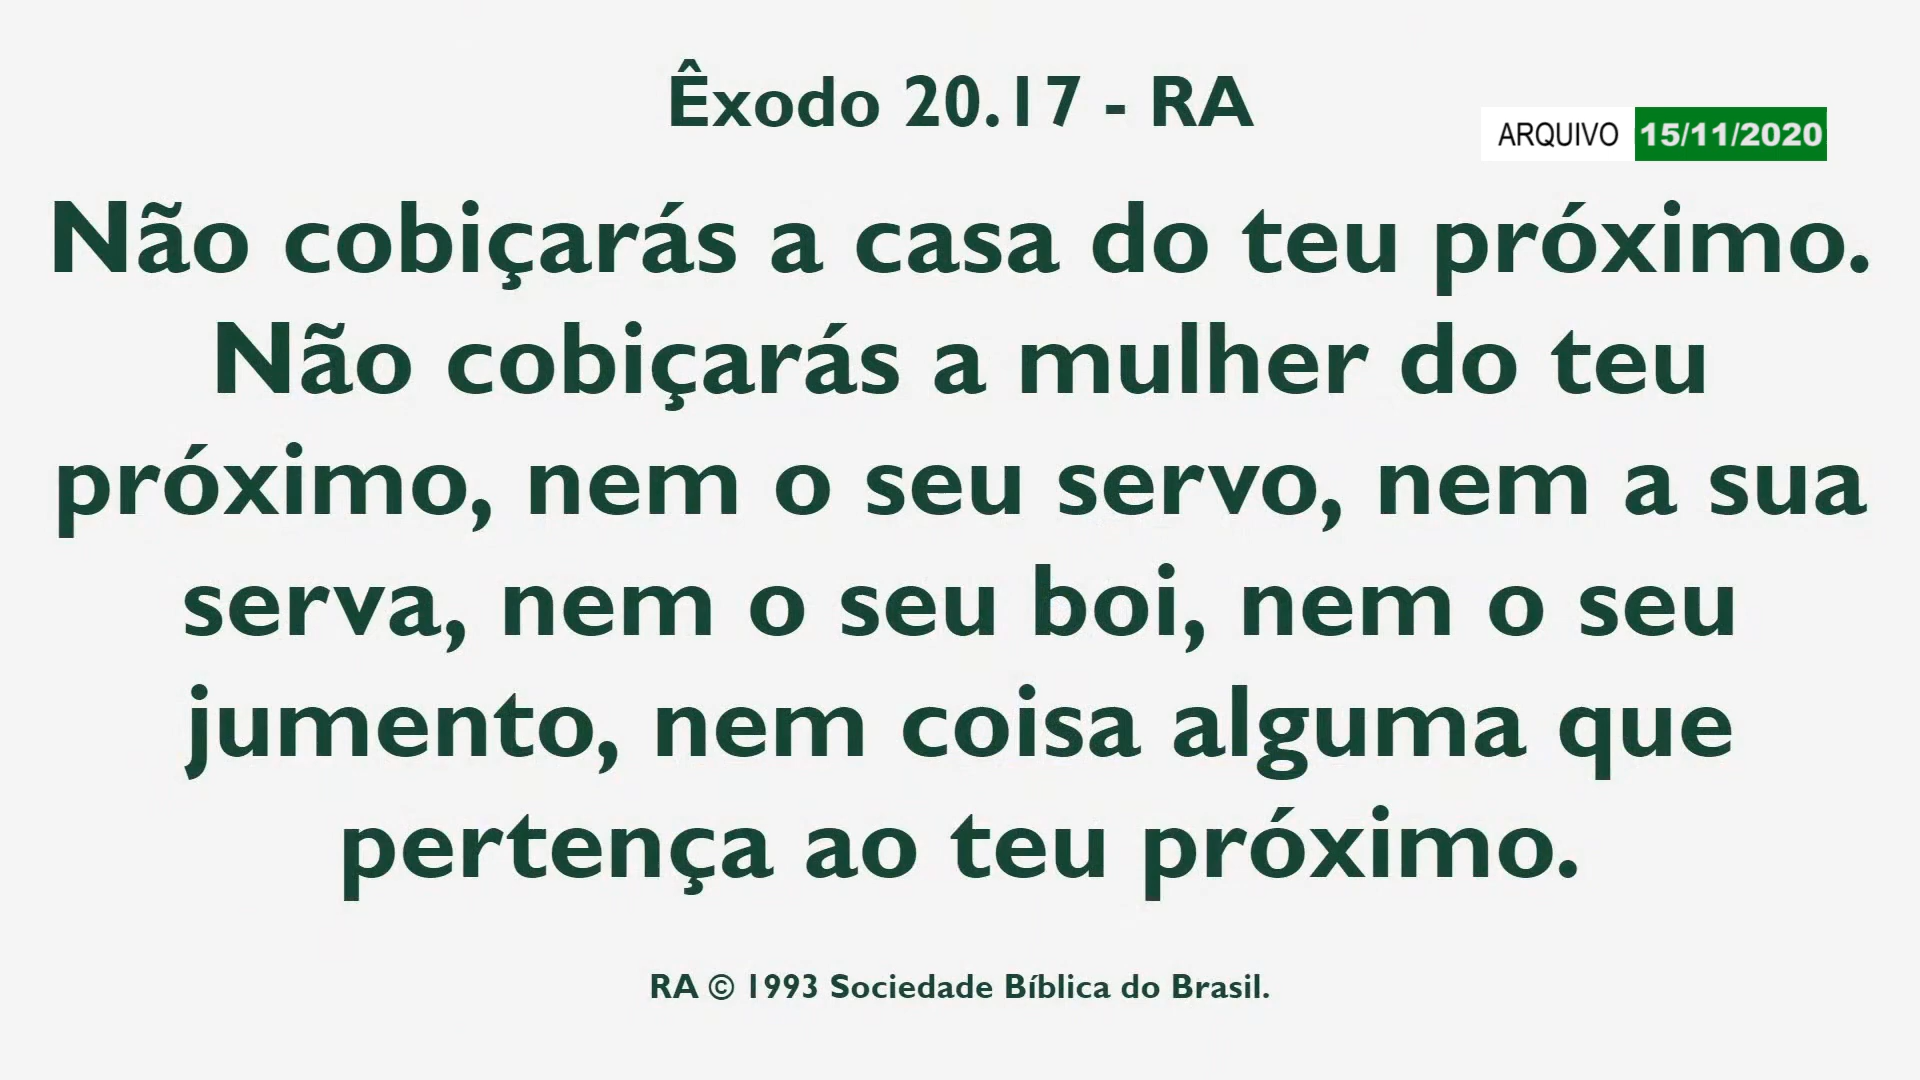 Êxodo 20.17 - RA
ARQUIVO 15/11/2020
Não cobiçarás a casa do teu próximo.
Não cobiçarás a mulher do teu
próximo, nem o seu servo, nem a sua
serva, nem o seu boi, nem o seu
jumento, nem coisa alguma que
pertença ao teu próximo.
RA © 1993 Sociedade Bíblica do Brasil.